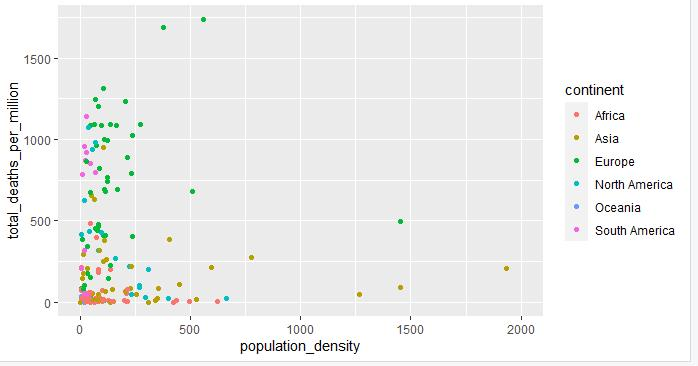 1500
1000
500
0
total_deaths_per_million
0
500
1000
1500
2000
population_density
continent
Africa
Asia
Europe
North America
Oceania
South America